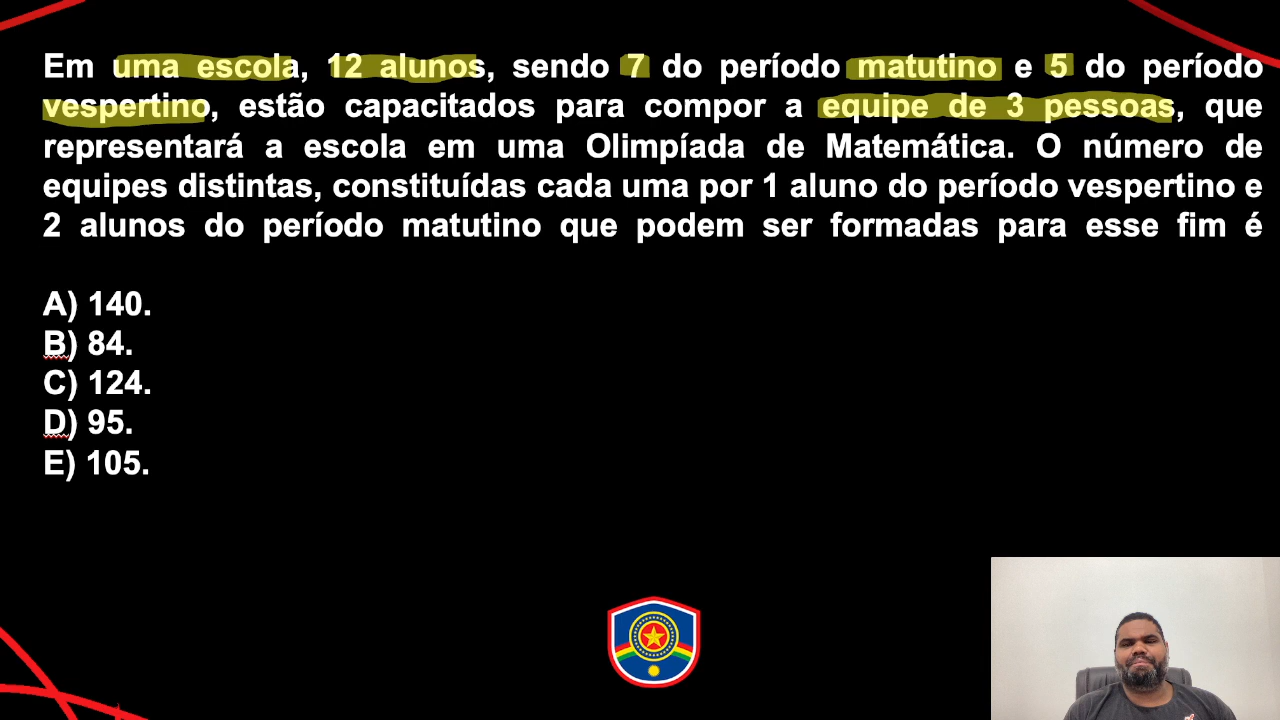 Em uma escola, 12 alunos, sendo 7 do período matutino e 5 do período
vespertino, estão capacitados para compor a equipe de 3 pessoas, que
representará a escola em uma Olimpíada de Matemática. O número de
equipes distintas, constituídas cada uma por 1 aluno do período vespertino e
2 alunos do período matutino que podem ser formadas para esse fim é
A) 140.
B) 84.
C) 124.
D) 95.
E) 105.